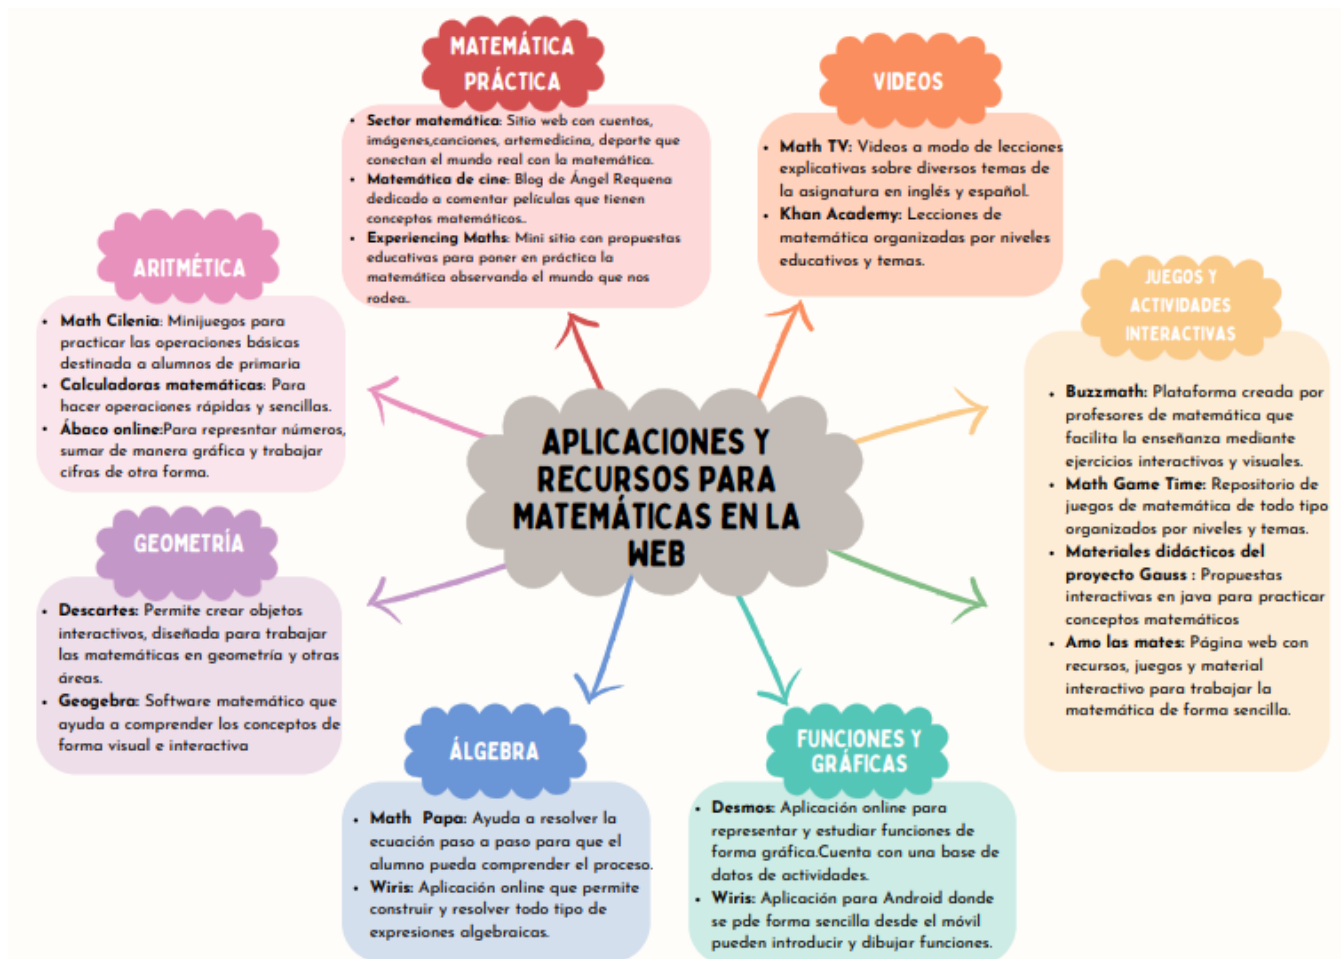 MATEMÁTICA
PRÁCTICA
• Sector matemática: Sitio web con cuentos,
imágenes,canciones, artemedicina, deporte que
conectan el mundo real con la matemática.
• Matemática de cine: Blog de Ángel Requena
dedicado a comentar películas que tienen
conceptos matemáticos..
• Experiencing Maths: Mini sitio con propuestas
educativas para poner en práctica la
matemática observando el mundo que nos
rodea..
VIDEOS
• Math TV: Videos a modo de lecciones
explicativas sobre diversos temas de
la asignatura en inglés y español.
• Khan Academy: Lecciones de
matemática organizadas por niveles
educativos y temas.
ARITMÉTICA
• Math Cilenia: Minijuegos para
practicar las operaciones básicas
destinada a alumnos de primaria
• Calculadoras matemáticas: Para
hacer operaciones rápidas y sencillas.
• Ábaco online:Para represntar números,
sumar de manera gráfica y trabajar
cifras de otra forma.
JUEGOS Y
ACTIVIDADES
INTERACTIVAS
• Buzzmath: Plataforma creada por
profesores de matemática que
facilita la enseñanza mediante
ejercicios interactivos y visuales.
• Math Game Time: Repositorio de
juegos de matemática de todo tipo
organizados por niveles y temas.
• Materiales didácticos del
proyecto Gauss : Propuestas
interactivas en java para practicar
conceptos matemáticos
• Amo las mates: Página web con
recursos, juegos y material
interactivo para trabajar la
matemática de forma sencilla.
APLICACIONES Y
RECURSOS PARA
MATEMÁTICAS EN LA
WEB
GEOMETRÍA
• Descartes: Permite crear objetos
interactivos, diseñada para trabajar
las matemáticas en geometría y otras
áreas.
• Geogebra: Software matemático que
ayuda a comprender los conceptos de
forma visual e interactiva
ÁLGEBRA
• Math Papa: Ayuda a resolver la
ecuación paso a paso para que el
alumno pueda comprender el proceso.
• Wiris: Aplicación online que permite
construir y resolver todo tipo de
expresiones algebraicas.
FUNCIONES Y
GRÁFICAS
• Desmos: Aplicación online para
representar y estudiar funciones de
forma gráfica.Cuenta con una base de
datos de actividades.
• Wiris: Aplicación para Android donde
se pde forma sencilla desde el móvil
pueden introducir y dibujar funciones.